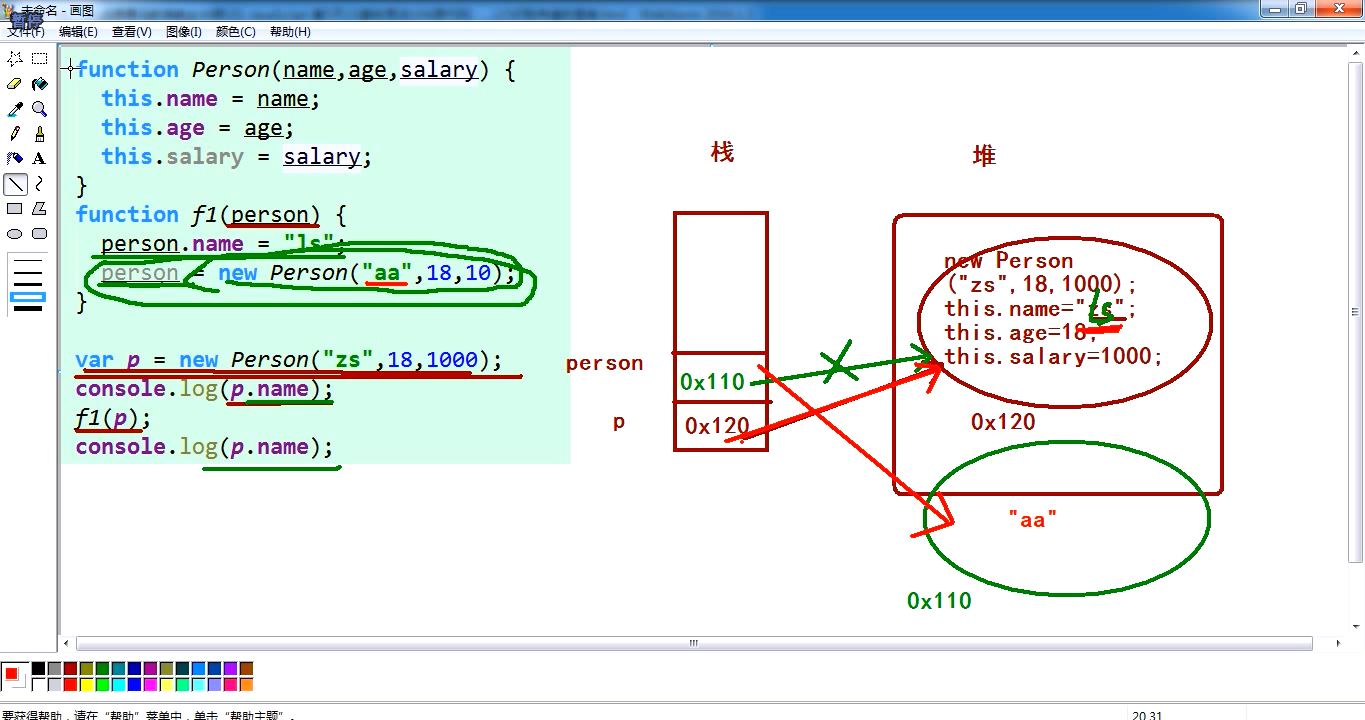 未命名 - 画图
暂停
文件(F) 编辑(E) 查看(V) 图像(I) 颜色(C) 帮助(H)
function Person(name,age,salary) {
this.name = name;
this.age = age;
this.salary = salary;
}
function f1(person) {
person.name = "ls";
person = new Person("aa",18,10);
}
var p = new Person("zs",18,1000);
console.log(p.name);
f1(p);
console.log(p.name);
栈
堆
person
0x110
p
0x120
new Person
("zs",18,1000);
this.name="zs";
ls
this.age=18;
this.salary=1000;
0x120
"aa"
0x110
A
要获得帮助，请在“帮助”菜单中，单击“帮助主题”。
20,31